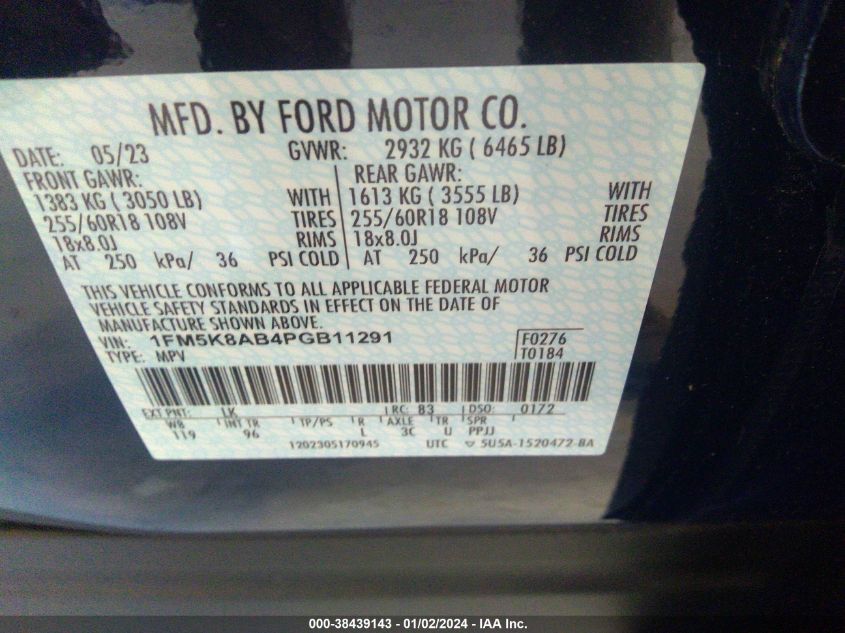 MFD. BY FORD MOTOR CO.
DATE: 05/23 GVWR: 2932 KG ( 6465 LB)
FRONT GAWR: REAR GAWR:
1383 KG ( 3050 LB) WITH 1613 KG ( 3555 LB) WITH
255/60R18 108V TIRES 255/60R18 108V TIRES
18x8.0J RIMS 18x8.0J RIMS
AT 250 kPa/ 36 PSI COLD AT 250 kPa/ 36 PSI COLD
THIS VEHICLE CONFORMS TO ALL APPLICABLE FEDERAL MOTOR
VEHICLE SAFETY STANDARDS IN EFFECT ON THE DATE OF
MANUFACTURE SHOWN ABOVE.
VIN: 1FM5K8AB4PGB11291 F0276
TYPE: MPV T0184
EXT PNT: LK RC: 83 DSO: 0172
WB INT TR TP/PS R AXLE TR SPR
119 96 L 3C U PPJJ
1202305170945 UTC ▽ 5U5A-1520472-BA
000-38439143 - 01/02/2024 - IAA Inc.